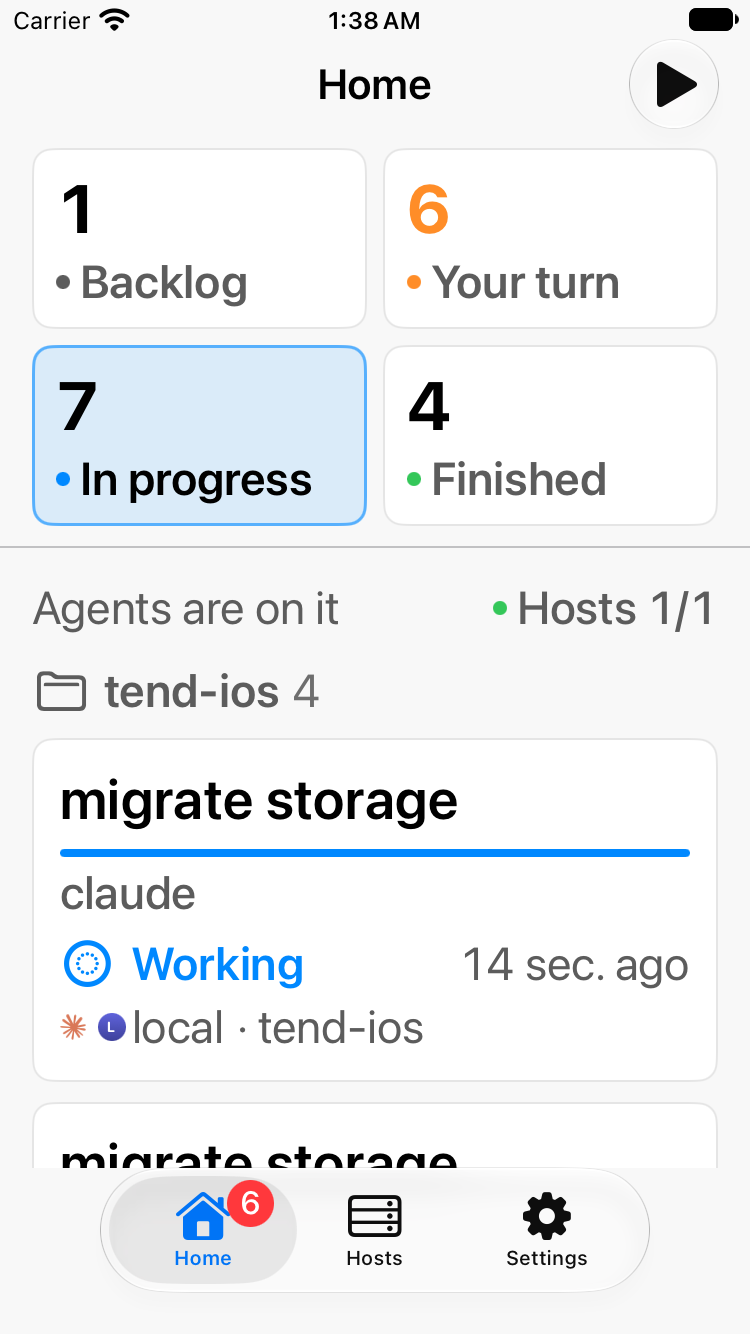 Carrier 1:38 AM
Home
1
• Backlog
6
• Your turn
7
• In progress
4
• Finished
Agents are on it
• Hosts 1/1
tend-ios 4
migrate storage
claude
Working 14 sec. ago
L local · tend-ios
migrate storage
6
Home
Hosts
Settings